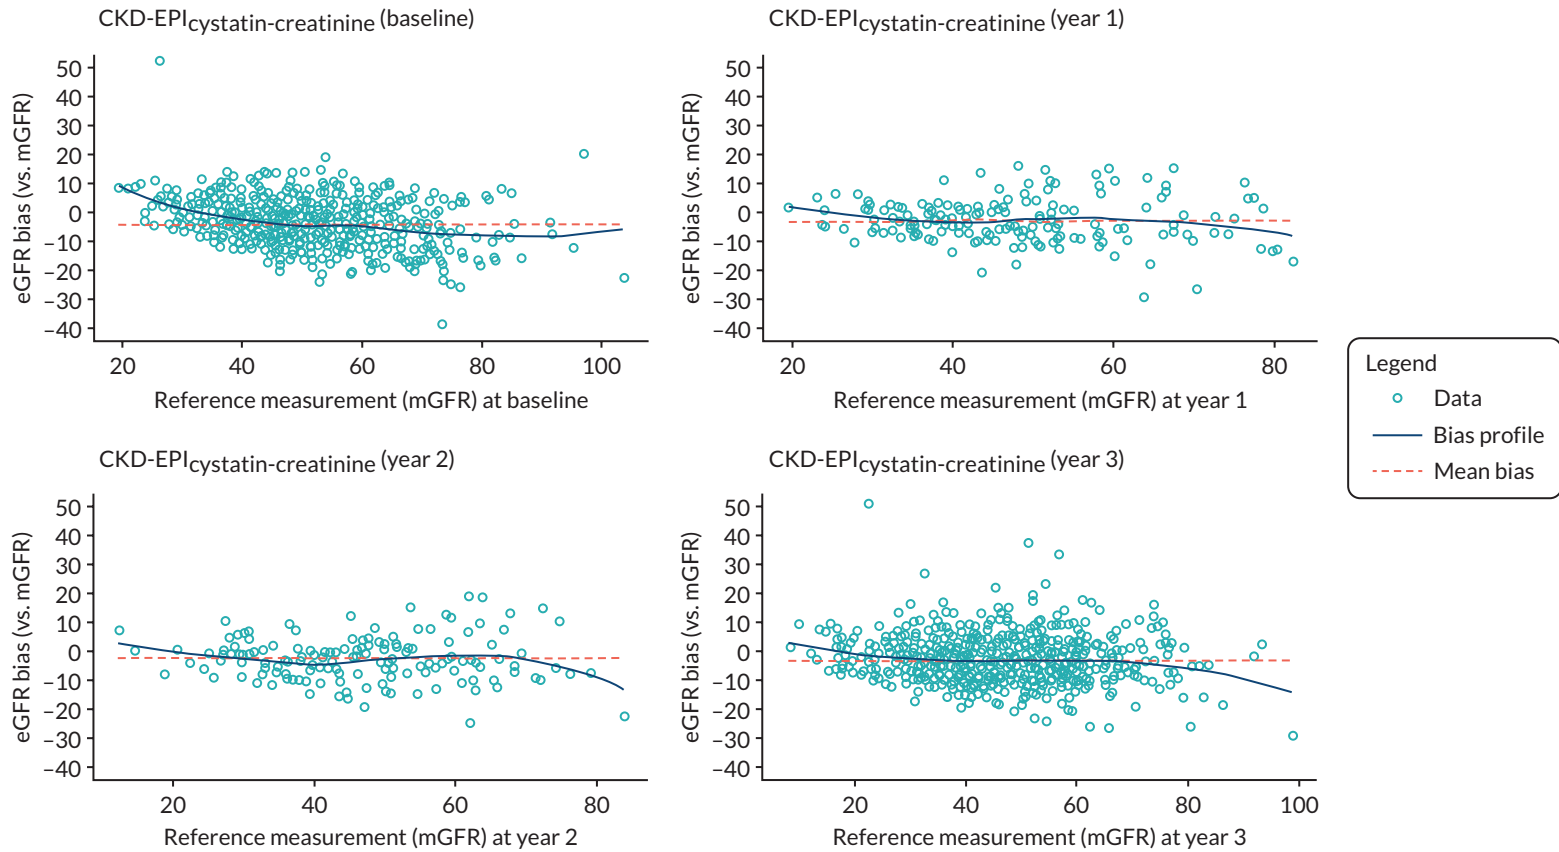 CKD-EPIcystatin-creatinine (baseline)
eGFR bias (vs. mGFR)
50
40
30
20
10
0
−10
−20
−30
−40
20 40 60 80 100
Reference measurement (mGFR) at baseline
CKD-EPIcystatin-creatinine (year 1)
eGFR bias (vs. mGFR)
50
40
30
20
10
0
−10
−20
−30
−40
20 40 60 80
Reference measurement (mGFR) at year 1
CKD-EPIcystatin-creatinine (year 2)
eGFR bias (vs. mGFR)
50
40
30
20
10
0
−10
−20
−30
−40
20 40 60 80
Reference measurement (mGFR) at year 2
CKD-EPIcystatin-creatinine (year 3)
eGFR bias (vs. mGFR)
50
40
30
20
10
0
−10
−20
−30
−40
20 40 60 80 100
Reference measurement (mGFR) at year 3
Legend
Data
Bias profile
Mean bias